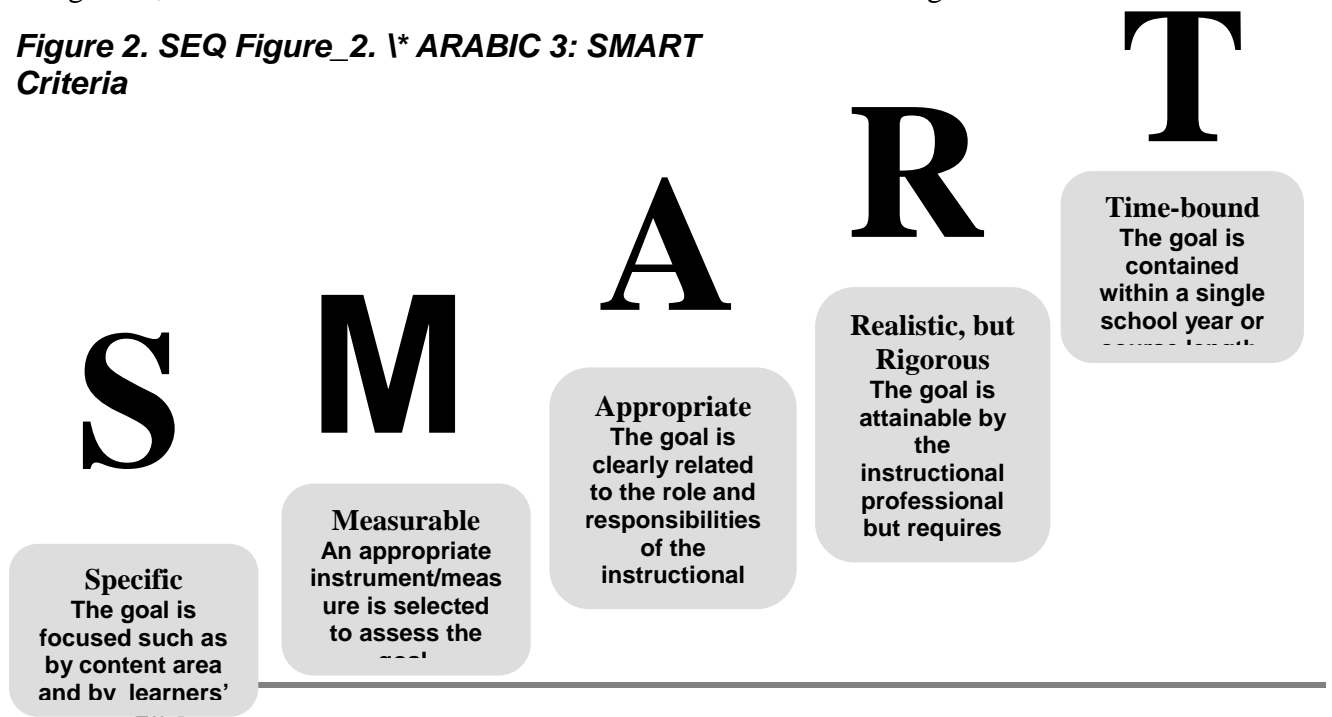 Figure 2. SEQ Figure_2. \* ARABIC 3: SMART
Criteria
S
Specific
The goal is
focused such as
by content area
and by learners’
M
Measurable
An appropriate
instrument/meas
ure is selected
to assess the
A
Appropriate
The goal is
clearly related
to the role and
responsibilities
of the
instructional
R
Realistic, but
Rigorous
The goal is
attainable by
the
instructional
professional
but requires
T
Time-bound
The goal is
contained
within a single
school year or
course length